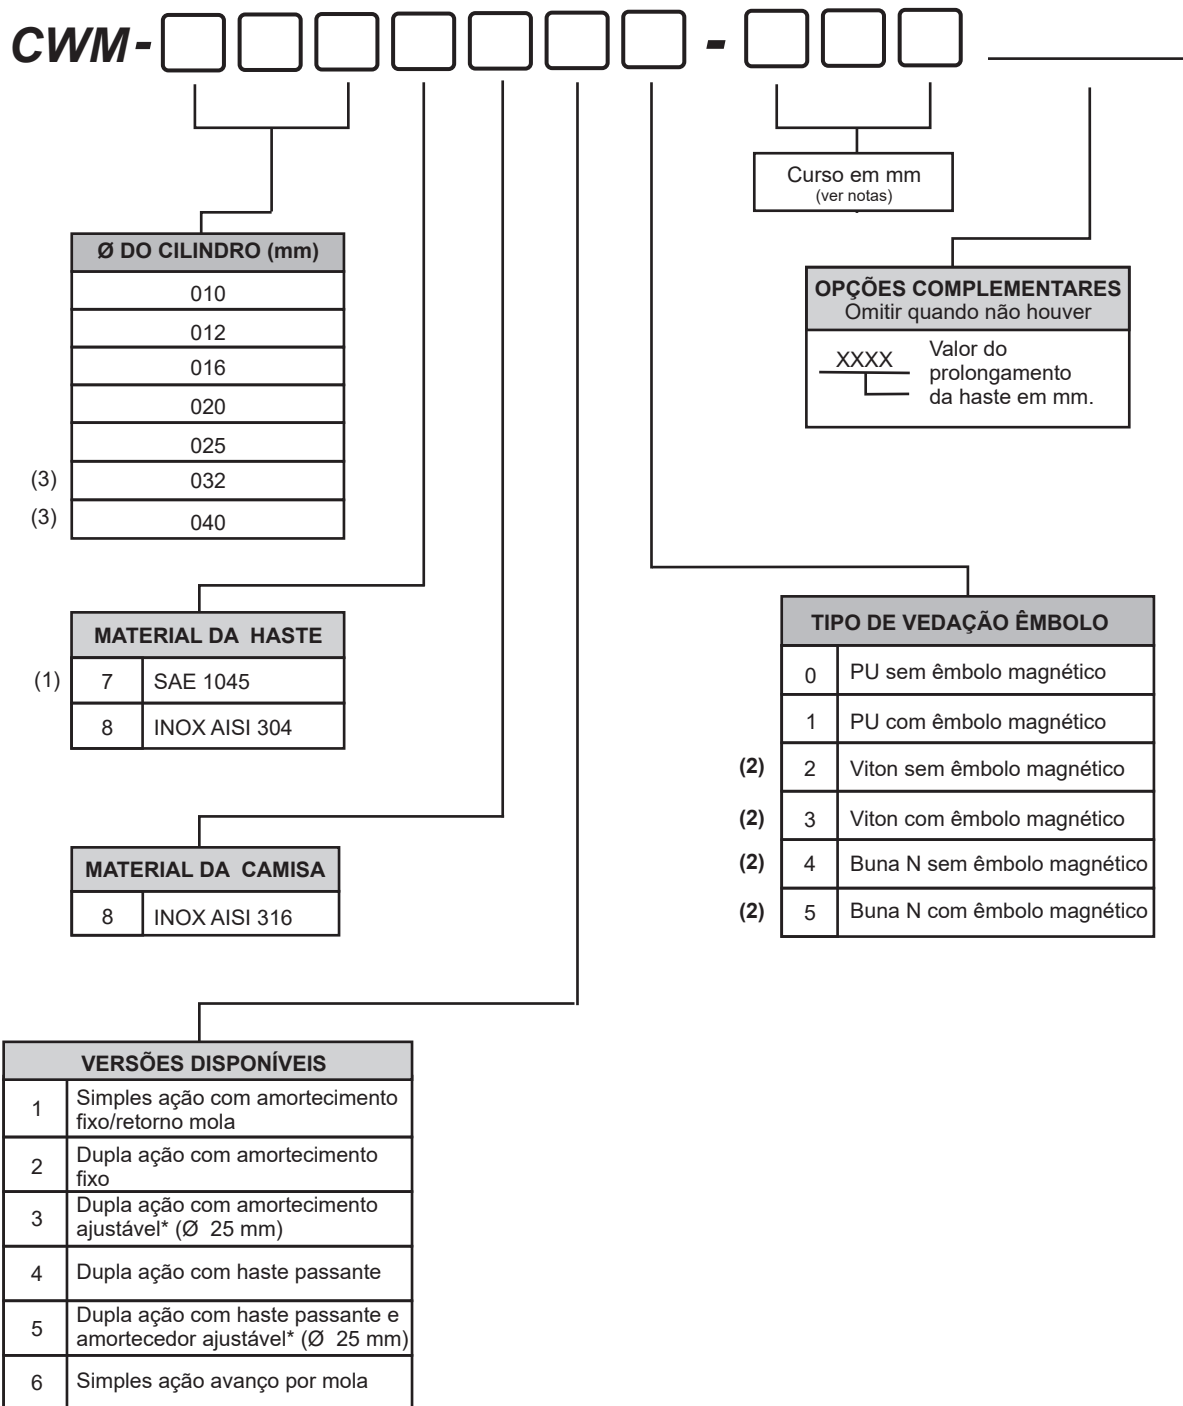 CWM- -
Curso em mm
(ver notas)
Ø DO CILINDRO (mm)
010
012
016
020
025
(3) 032
(3) 040
OPÇÕES COMPLEMENTARES
Omitir quando não houver
XXXX
Valor do
prolongamento
da haste em mm.
MATERIAL DA HASTE
(1) 7 SAE 1045
8 INOX AISI 304
TIPO DE VEDAÇÃO ÊMBOLO
0 PU sem êmbolo magnético
1 PU com êmbolo magnético
(2) 2 Viton sem êmbolo magnético
(2) 3 Viton com êmbolo magnético
(2) 4 Buna N sem êmbolo magnético
(2) 5 Buna N com êmbolo magnético
MATERIAL DA CAMISA
8 INOX AISI 316
VERSÕES DISPONÍVEIS
1 Simples ação com amortecimento
fixo/retorno mola
2 Dupla ação com amortecimento
fixo
3 Dupla ação com amortecimento
ajustável* (Ø 25 mm)
4 Dupla ação com haste passante
5 Dupla ação com haste passante e
amortecedor ajustável* (Ø 25 mm)
6 Simples ação avanço por mola